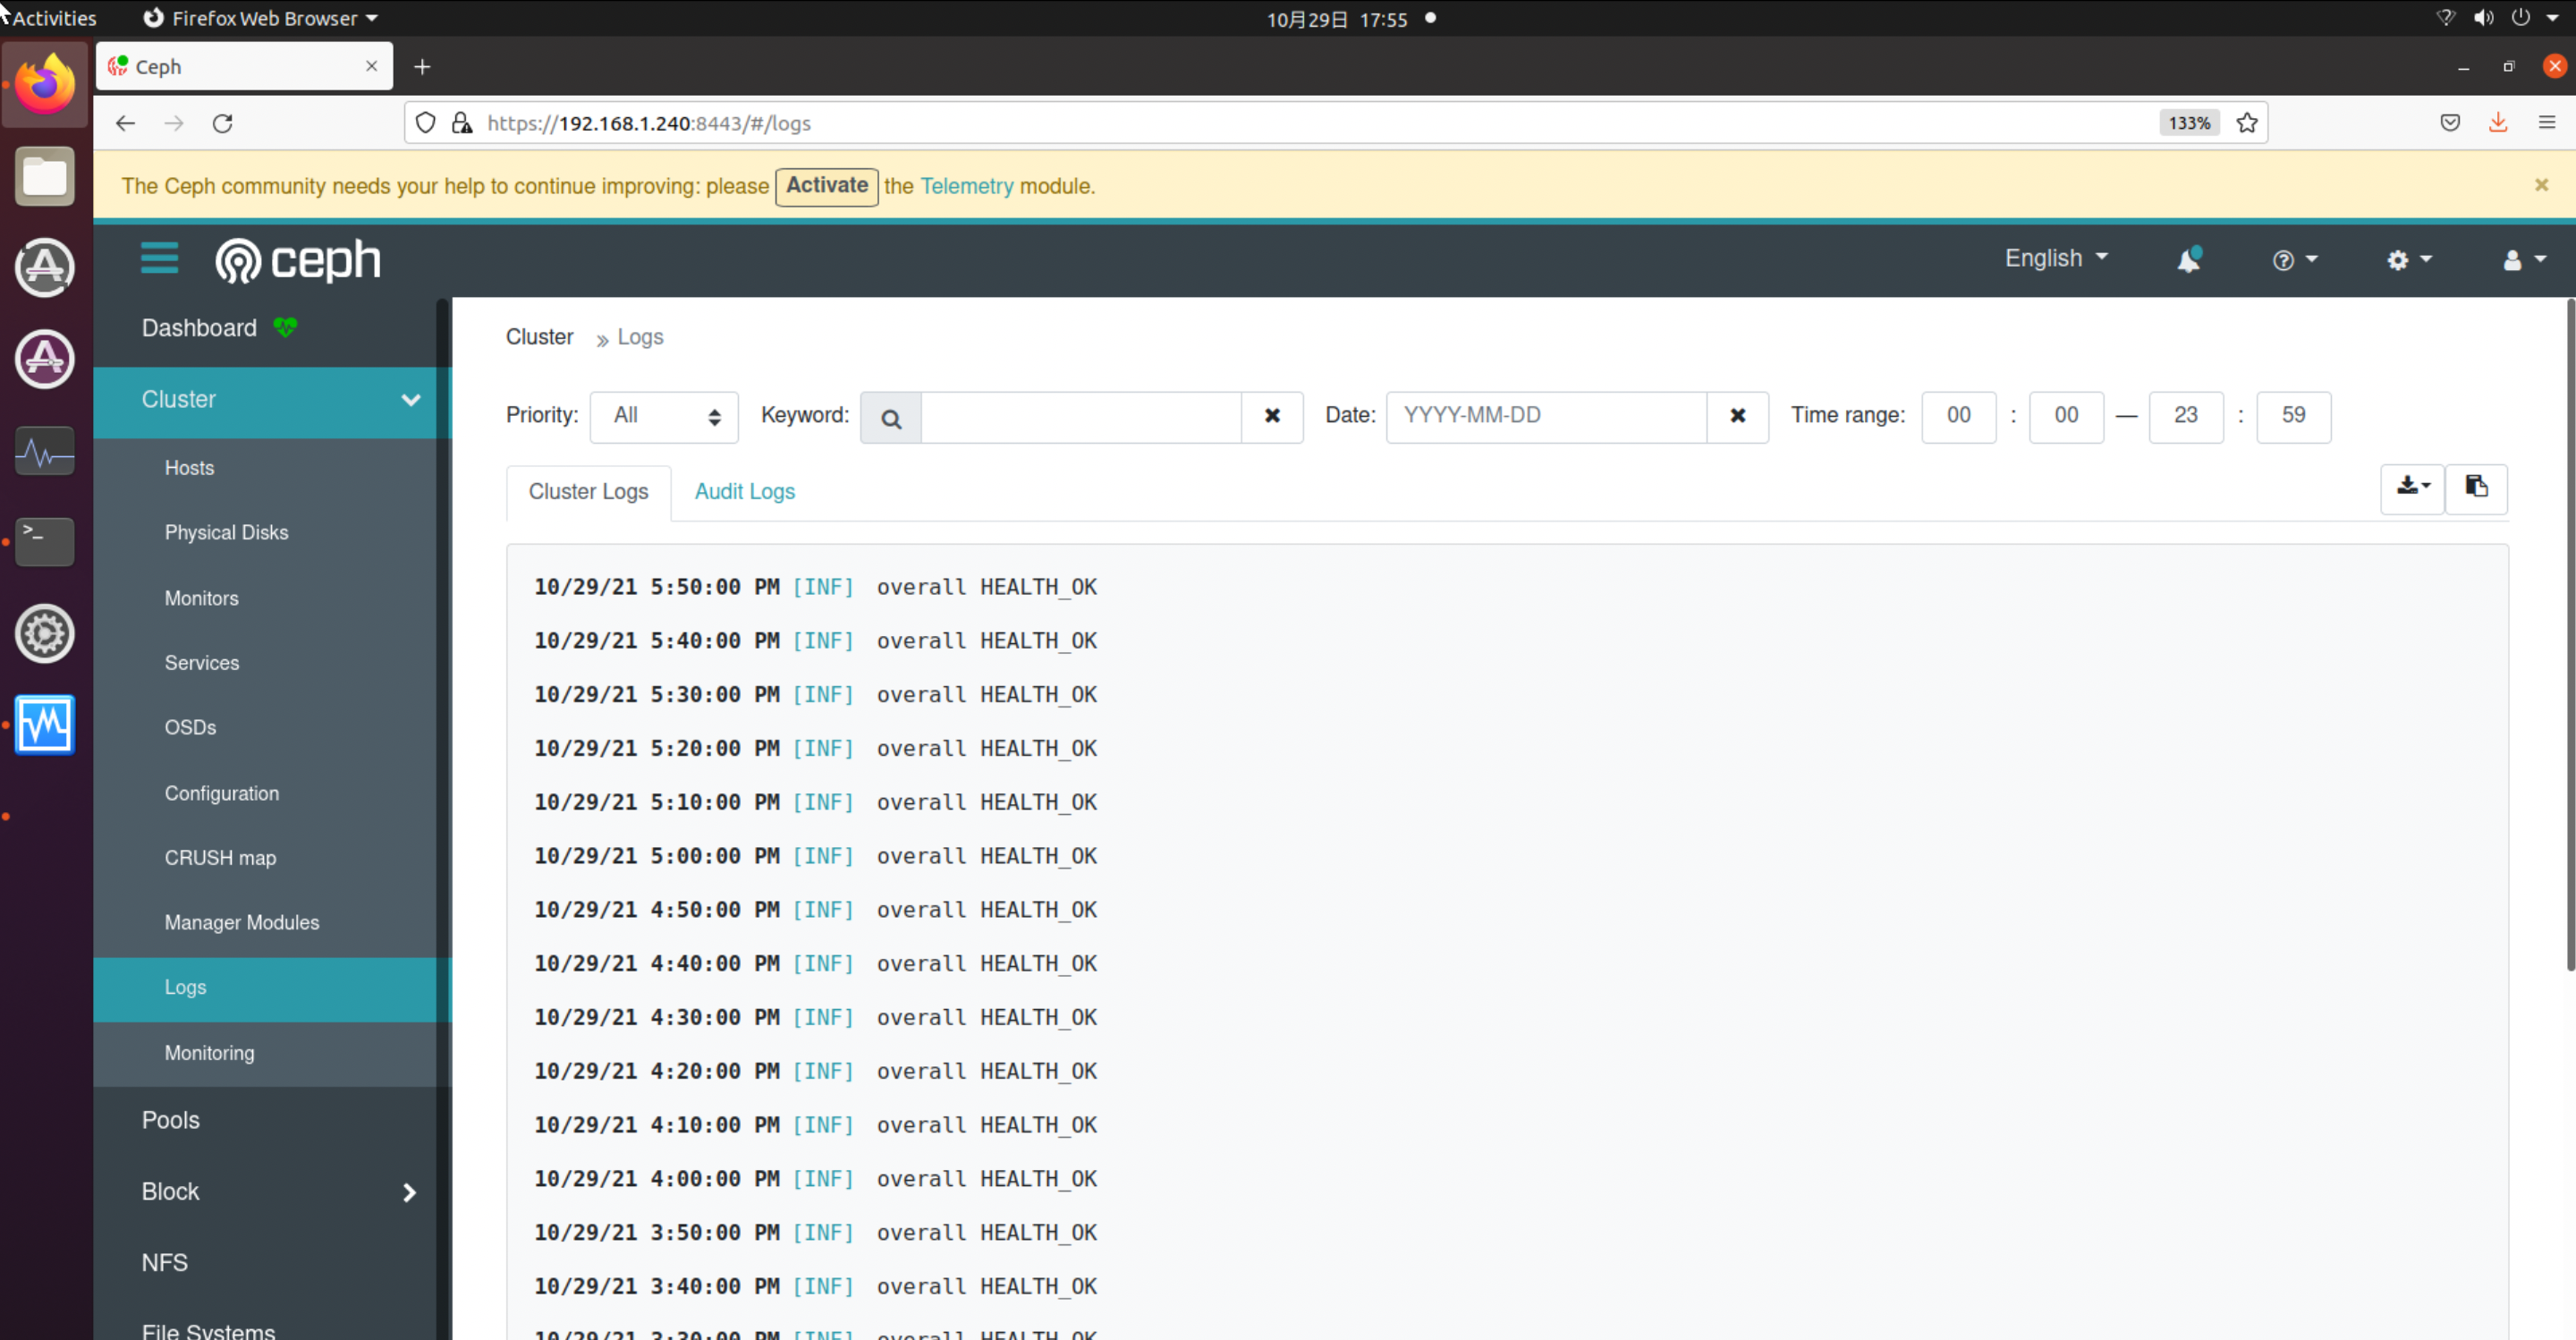 Activities Firefox Web Browser 10月29日 17:55
Ceph
https://192.168.1.240:8443/#/logs 133%
The Ceph community needs your help to continue improving: please Activate the Telemetry module.
ceph English
Dashboard
Cluster
Hosts
Physical Disks
Monitors
Services
OSDs
Configuration
CRUSH map
Manager Modules
Logs
Monitoring
Pools
Block
NFS
File Systems
Cluster » Logs
Priority: All Keyword: Date: YYYY-MM-DD Time range: 00 : 00 — 23 : 59
Cluster Logs Audit Logs
10/29/21 5:50:00 PM [INF] overall HEALTH_OK
10/29/21 5:40:00 PM [INF] overall HEALTH_OK
10/29/21 5:30:00 PM [INF] overall HEALTH_OK
10/29/21 5:20:00 PM [INF] overall HEALTH_OK
10/29/21 5:10:00 PM [INF] overall HEALTH_OK
10/29/21 5:00:00 PM [INF] overall HEALTH_OK
10/29/21 4:50:00 PM [INF] overall HEALTH_OK
10/29/21 4:40:00 PM [INF] overall HEALTH_OK
10/29/21 4:30:00 PM [INF] overall HEALTH_OK
10/29/21 4:20:00 PM [INF] overall HEALTH_OK
10/29/21 4:10:00 PM [INF] overall HEALTH_OK
10/29/21 4:00:00 PM [INF] overall HEALTH_OK
10/29/21 3:50:00 PM [INF] overall HEALTH_OK
10/29/21 3:40:00 PM [INF] overall HEALTH_OK
10/29/21 3:30:00 PM [INF] overall HEALTH_OK